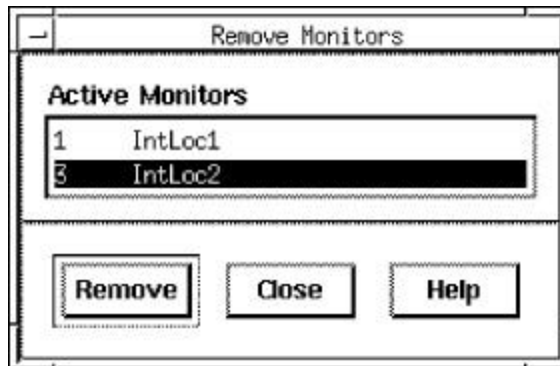 Remove Monitors
Active Monitors
1 IntLoc1
3 IntLoc2
Remove Close Help